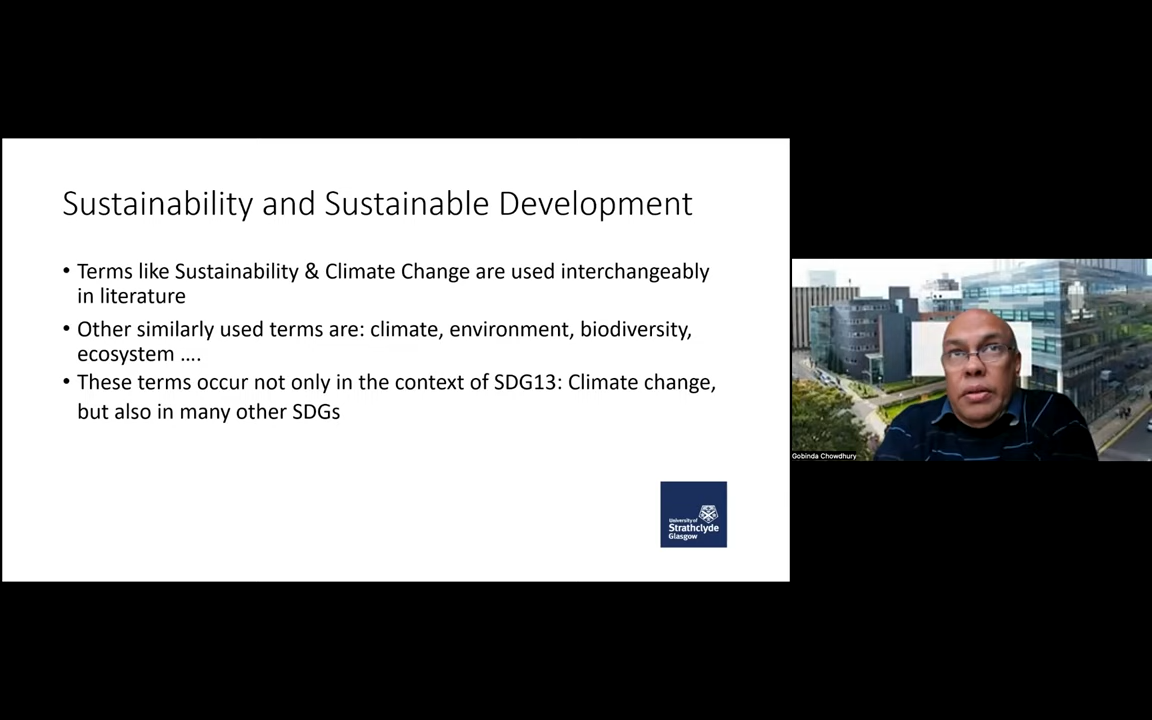 Sustainability and Sustainable Development
• Terms like Sustainability & Climate Change are used interchangeably
in literature
• Other similarly used terms are: climate, environment, biodiversity,
ecosystem ....
• These terms occur not only in the context of SDG13: Climate change,
but also in many other SDGs
University of
Strathclyde
Glasgow
Gobinda Chowdhury